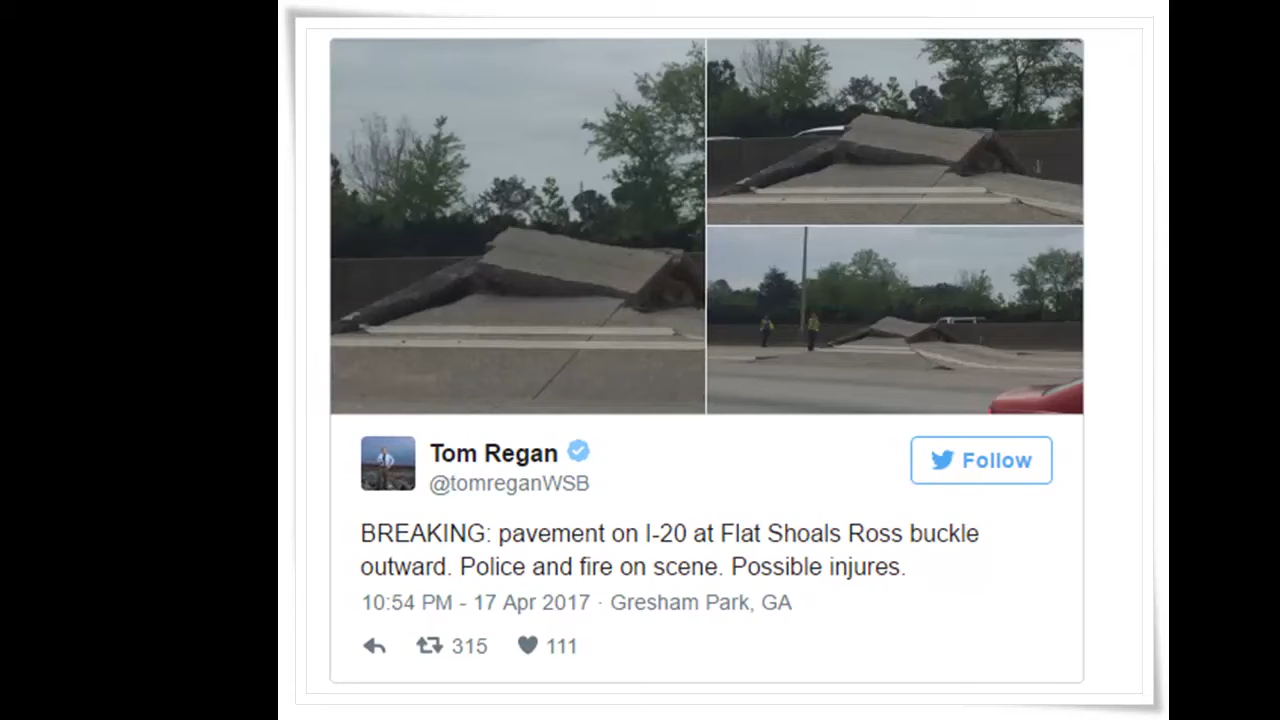 Tom Regan
@tomreganWSB
Follow
BREAKING: pavement on I-20 at Flat Shoals Ross buckle
outward. Police and fire on scene. Possible injures.
10:54 PM - 17 Apr 2017 · Gresham Park, GA
315 111